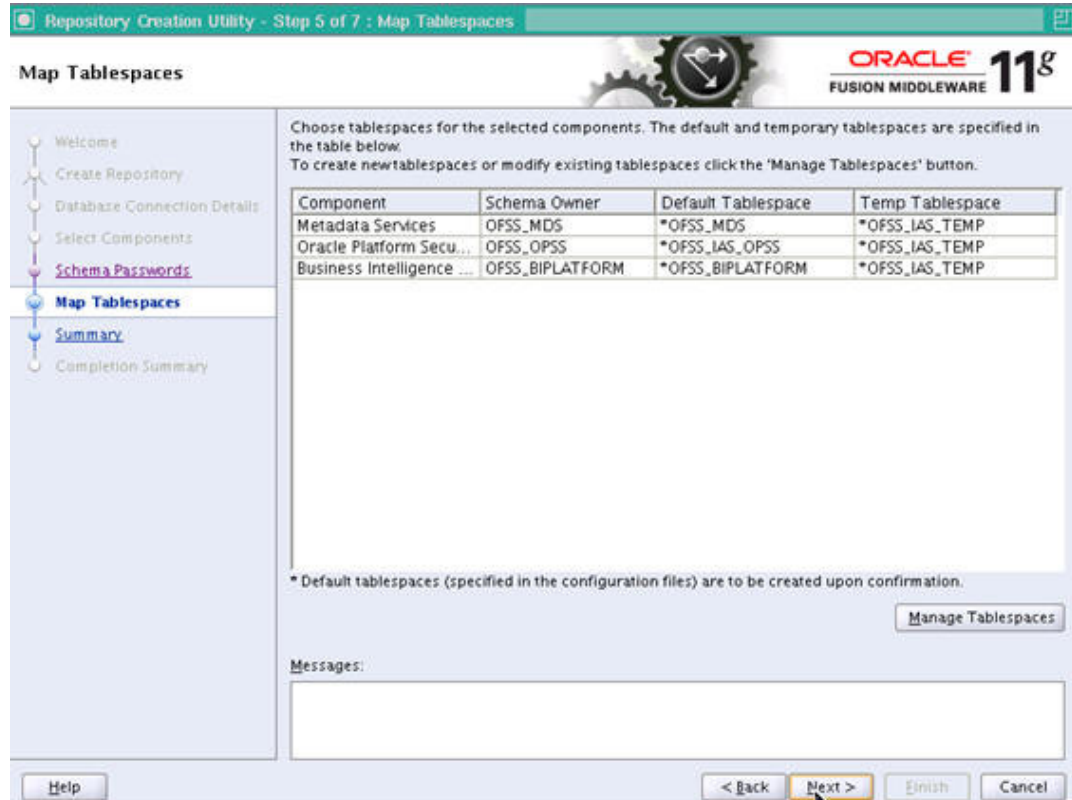 Repository Creation Utility - Step 5 of 7 : Map Tablespaces
Map Tablespaces
ORACLE
FUSION MIDDLEWARE
11g
Welcome
Create Repository
Database Connection Details
Select Components
Schema Passwords
Map Tablespaces
Summary
Completion Summary
Choose tablespaces for the selected components. The default and temporary tablespaces are specified in
the table below.
To create new tablespaces or modify existing tablespaces click the 'Manage Tablespaces' button.
Component Schema Owner Default Tablespace Temp Tablespace
Metadata Services OFSS_MDS *OFSS_MDS *OFSS_IAS_TEMP
Oracle Platform Secu... OFSS_OPSS *OFSS_IAS_OPSS *OFSS_IAS_TEMP
Business Intelligence ... OFSS_BIPLATFORM *OFSS_BIPLATFORM *OFSS_IAS_TEMP
* Default tablespaces (specified in the configuration files) are to be created upon confirmation.
Manage Tablespaces
Messages:
Help < Back Next > Finish Cancel